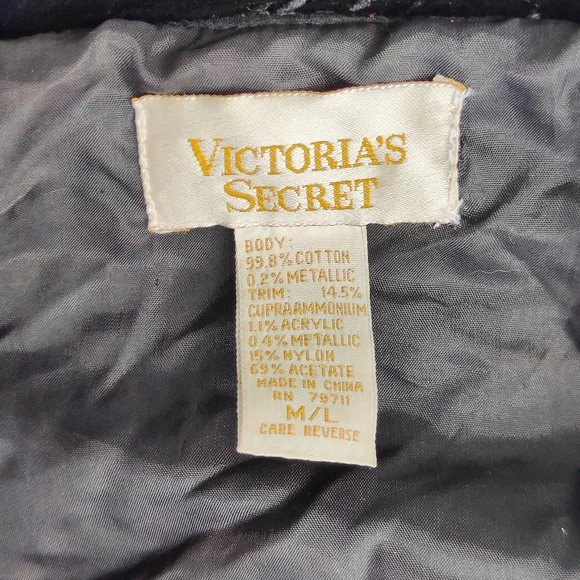 VICTORIA'S
SECRET
BODY:
99.8% COTTON
0.2% METALLIC
TRIM: 14.5%
CUPRAAMMONIUM
1.1% ACRYLIC
0.4% METALLIC
15% NYLON
69% ACETATE
MADE IN CHINA
RN 79711
M/L
CARE REVERSE